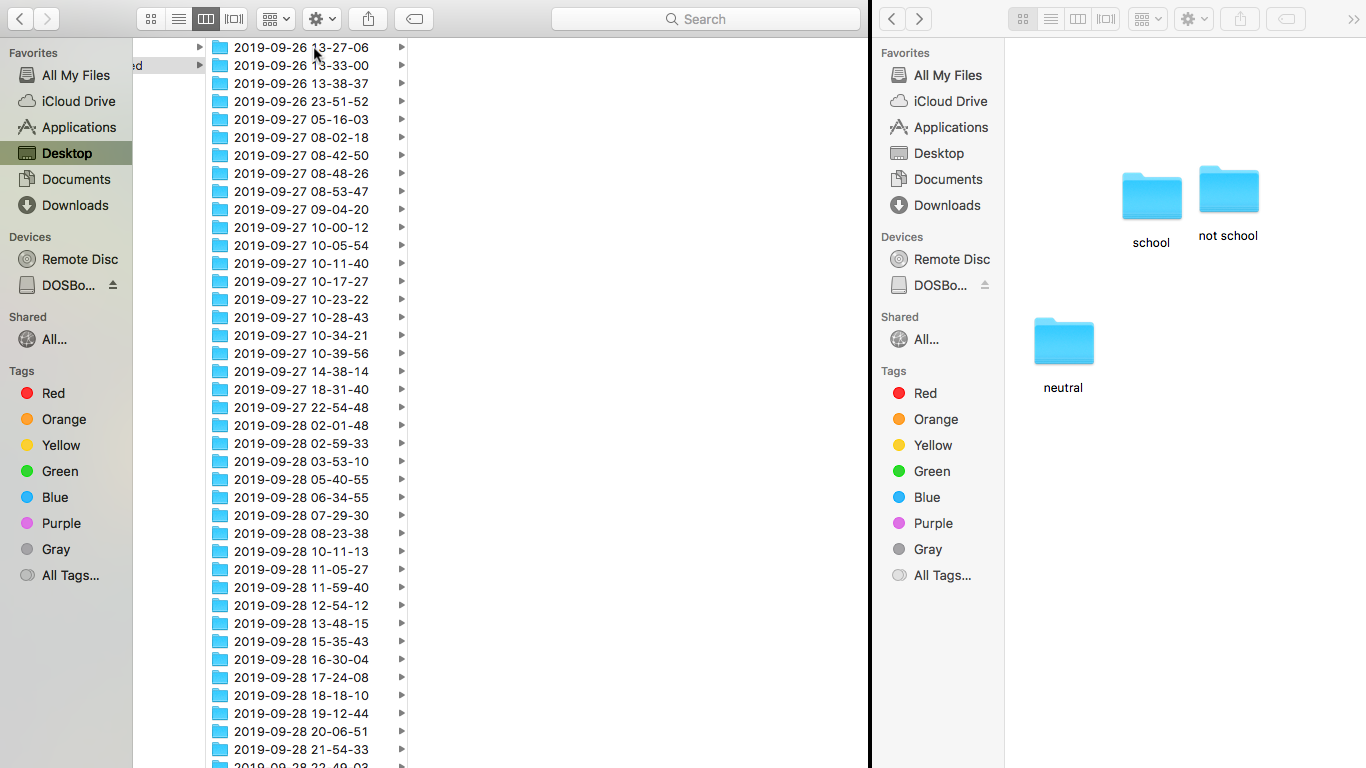 Search
Favorites
All My Files
iCloud Drive
Applications
Desktop
Documents
Downloads
Devices
Remote Disc
DOSBo...
Shared
All...
Tags
Red
Orange
Yellow
Green
Blue
Purple
Gray
All Tags...
ed
2019-09-26 13-27-06
2019-09-26 13-33-00
2019-09-26 13-38-37
2019-09-26 23-51-52
2019-09-27 05-16-03
2019-09-27 08-02-18
2019-09-27 08-42-50
2019-09-27 08-48-26
2019-09-27 08-53-47
2019-09-27 09-04-20
2019-09-27 10-00-12
2019-09-27 10-05-54
2019-09-27 10-11-40
2019-09-27 10-17-27
2019-09-27 10-23-22
2019-09-27 10-28-43
2019-09-27 10-34-21
2019-09-27 10-39-56
2019-09-27 14-38-14
2019-09-27 18-31-40
2019-09-27 22-54-48
2019-09-28 02-01-48
2019-09-28 02-59-33
2019-09-28 03-53-10
2019-09-28 05-40-55
2019-09-28 06-34-55
2019-09-28 07-29-30
2019-09-28 08-23-38
2019-09-28 10-11-13
2019-09-28 11-05-27
2019-09-28 11-59-40
2019-09-28 12-54-12
2019-09-28 13-48-15
2019-09-28 15-35-43
2019-09-28 16-30-04
2019-09-28 17-24-08
2019-09-28 18-18-10
2019-09-28 19-12-44
2019-09-28 20-06-51
2019-09-28 21-54-33
2019-09-28 22-49-03
Favorites
All My Files
iCloud Drive
Applications
Desktop
Documents
Downloads
Devices
Remote Disc
DOSBo...
Shared
All...
Tags
Red
Orange
Yellow
Green
Blue
Purple
Gray
All Tags...
school
not school
neutral